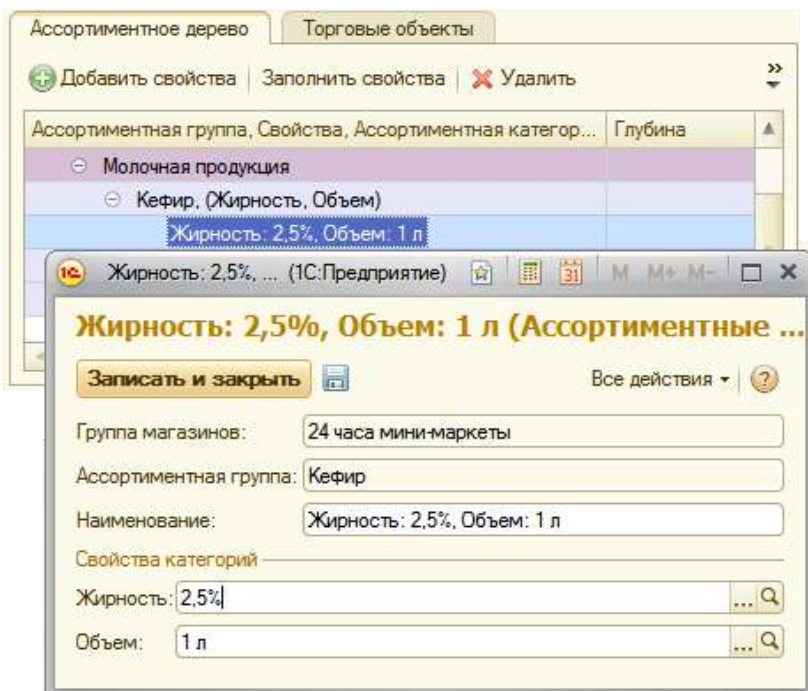 Ассортиментное дерево Торговые объекты
Добавить свойства Заполнить свойства Удалить
Ассортиментная группа, Свойства, Ассортиментная категор... Глубина
Молочная продукция
Кефир, (Жирность, Объем)
Жирность: 2,5%, Объем: 1 л
1С Жирность: 2,5%, ... (1С:Предприятие) 31 M M+ M-
Жирность: 2,5%, Объем: 1 л (Ассортиментные ...
Записать и закрыть Все действия ?
Группа магазинов: 24 часа мини-маркеты
Ассортиментная группа: Кефир
Наименование: Жирность: 2,5%, Объем: 1 л
Свойства категорий
Жирность: 2,5% ...
Объем: 1 л ...